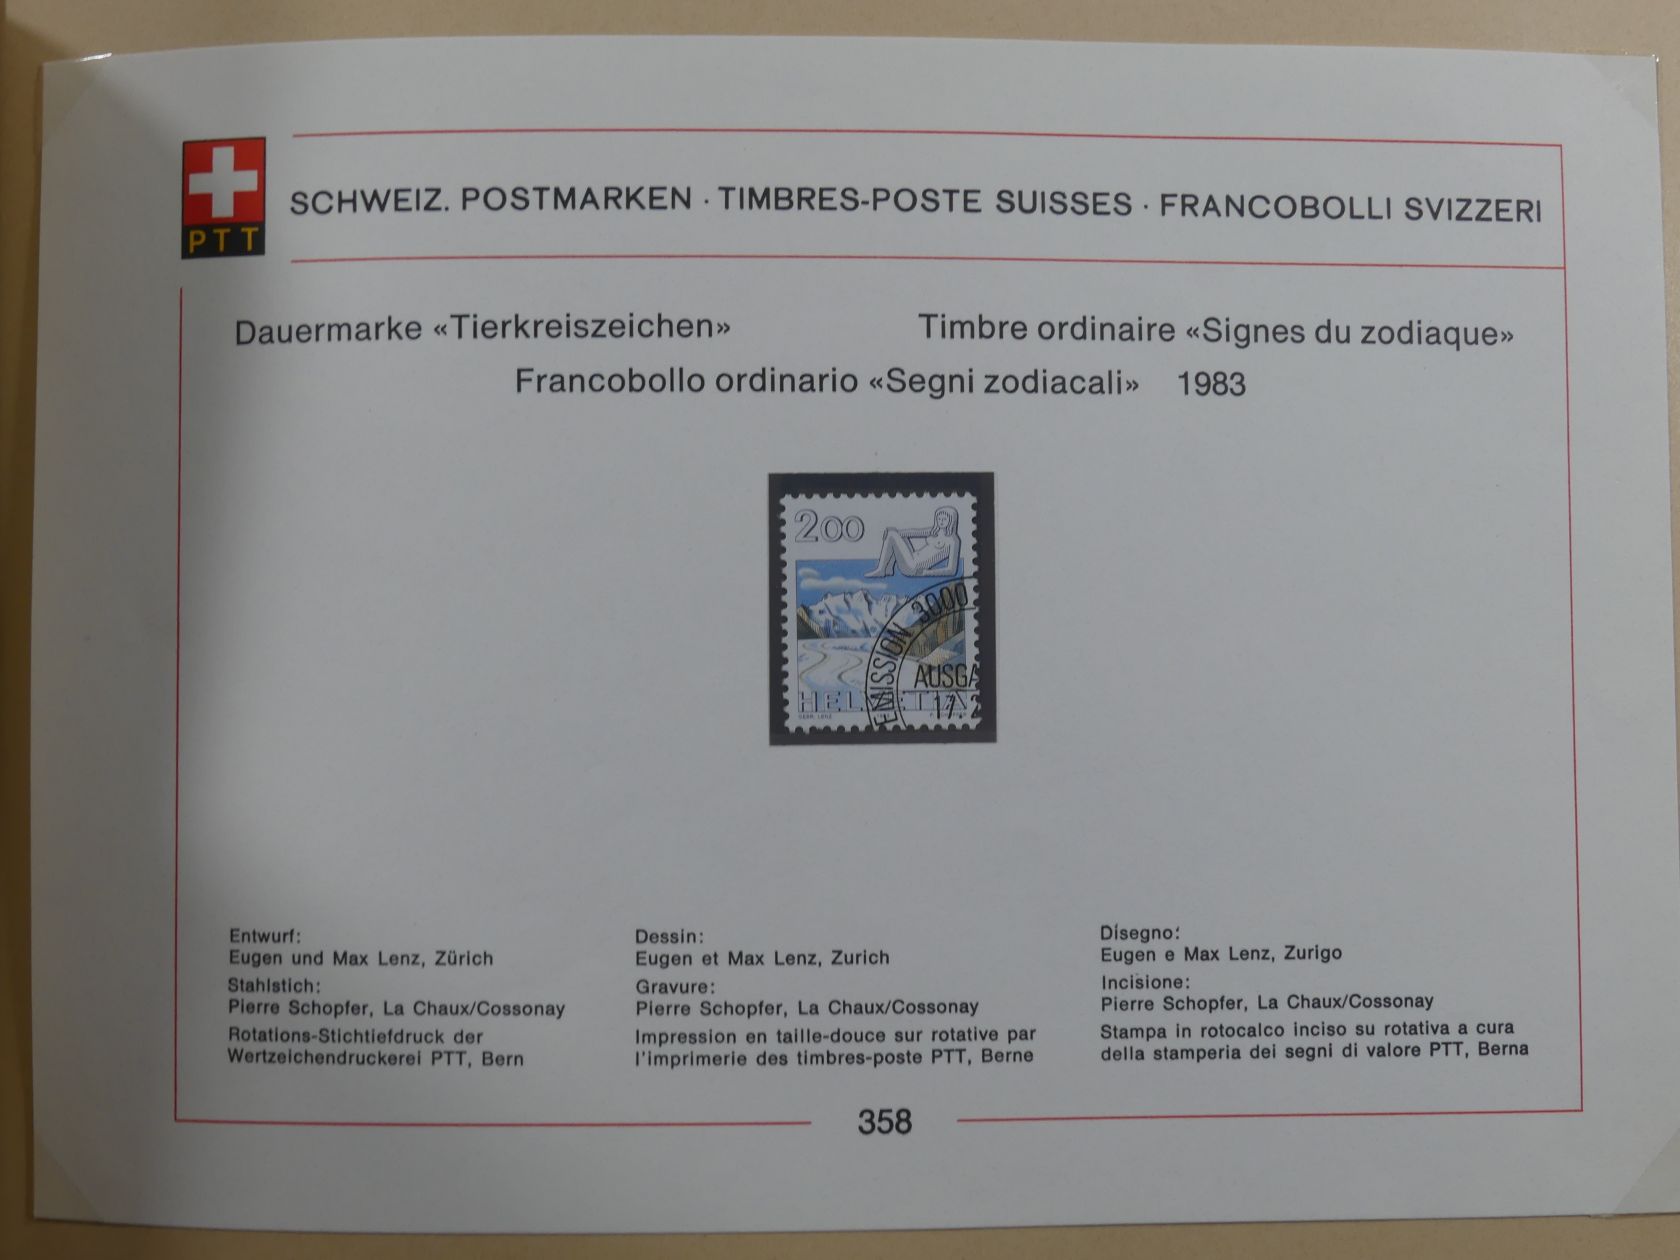 PTT
SCHWEIZ. POSTMARKEN · TIMBRES-POSTE SUISSES · FRANCOBOLLI SVIZZERI
Dauermarke «Tierkreiszeichen»
Timbre ordinaire «Signes du zodiaque»
Francobollo ordinario «Segni zodiacali» 1983
200
EMISSION 3000
AUSGA
17. 2
HELVETIA
GEBR. LENZ
Entwurf:
Eugen und Max Lenz, Zürich
Stahlstich:
Pierre Schopfer, La Chaux/Cossonay
Rotations-Stichtiefdruck der
Wertzeichendruckerei PTT, Bern
Dessin:
Eugen et Max Lenz, Zurich
Gravure:
Pierre Schopfer, La Chaux/Cossonay
Impression en taille-douce sur rotative par
l'imprimerie des timbres-poste PTT, Berne
Disegno:
Eugen e Max Lenz, Zurigo
Incisione:
Pierre Schopfer, La Chaux/Cossonay
Stampa in rotocalco inciso su rotativa a cura
della stamperia dei segni di valore PTT, Berna
358